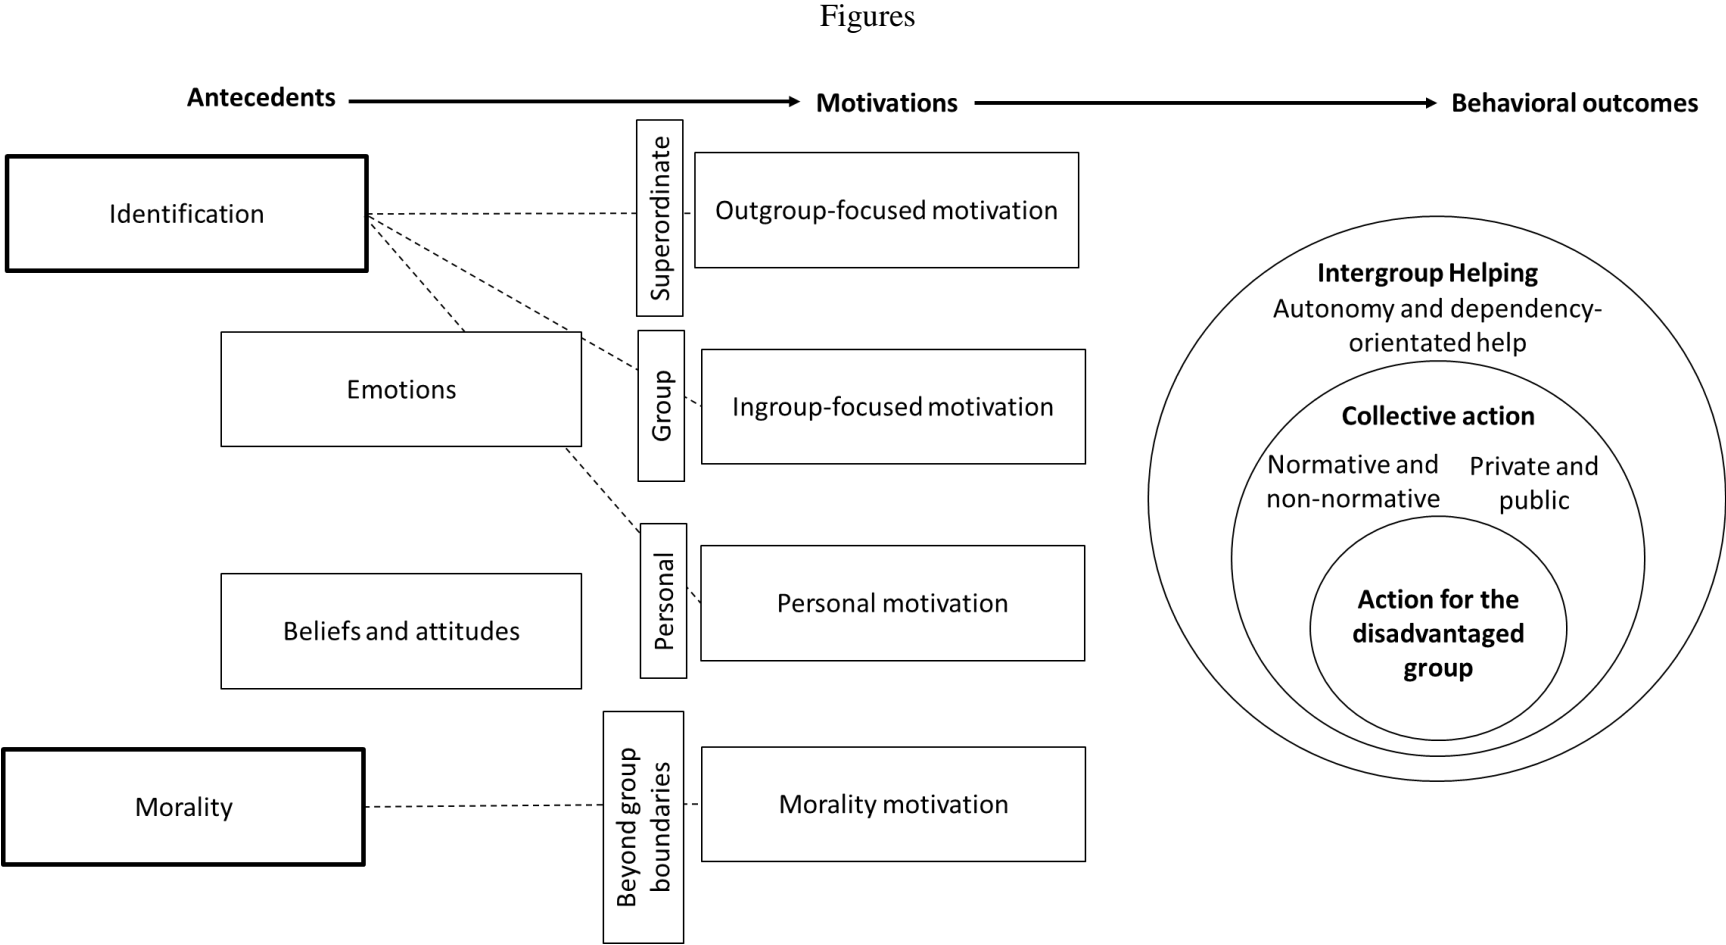 Figures
Antecedents
Motivations
Behavioral outcomes
Identification
Superordinate
Outgroup-focused motivation
Emotions
Group
Ingroup-focused motivation
Beliefs and attitudes
Personal
Personal motivation
Morality
Beyond group
boundaries
Morality motivation
Intergroup Helping
Autonomy and dependency-
orientated help
Collective action
Normative and
non-normative
Private and
public
Action for the
disadvantaged
group